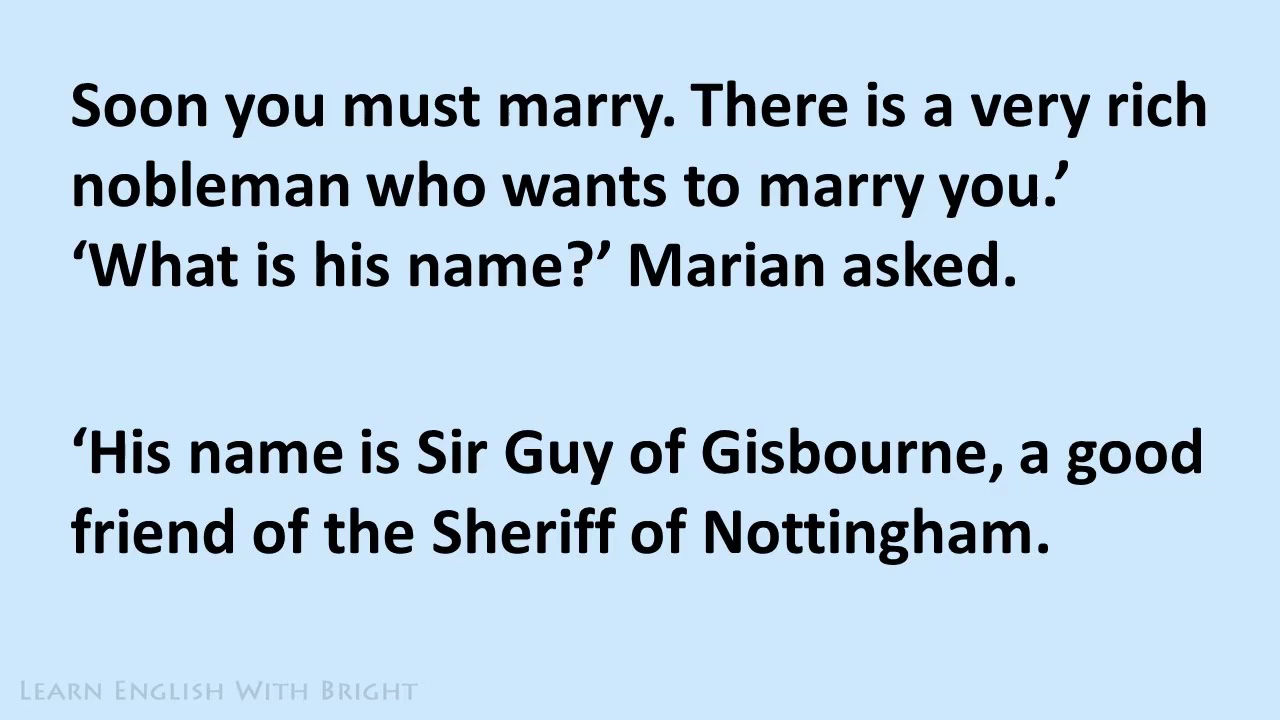 Soon you must marry. There is a very rich
nobleman who wants to marry you.’
‘What is his name?’ Marian asked.
‘His name is Sir Guy of Gisbourne, a good
friend of the Sheriff of Nottingham.
Learn English With Bright